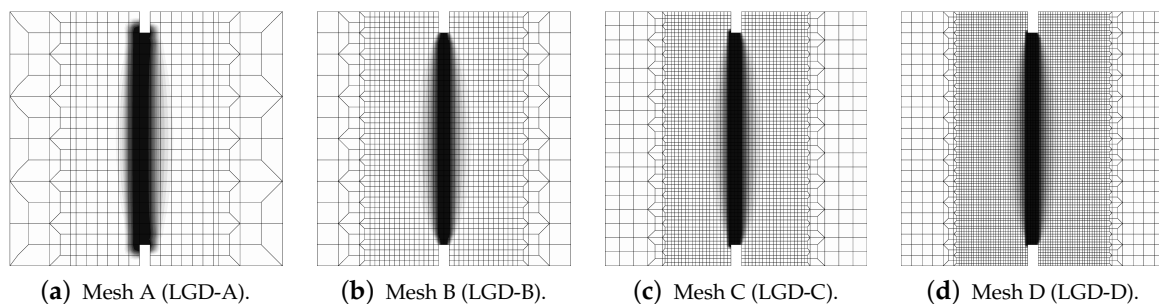 (a) Mesh A (LGD-A).
(b) Mesh B (LGD-B).
(c) Mesh C (LGD-C).
(d) Mesh D (LGD-D).